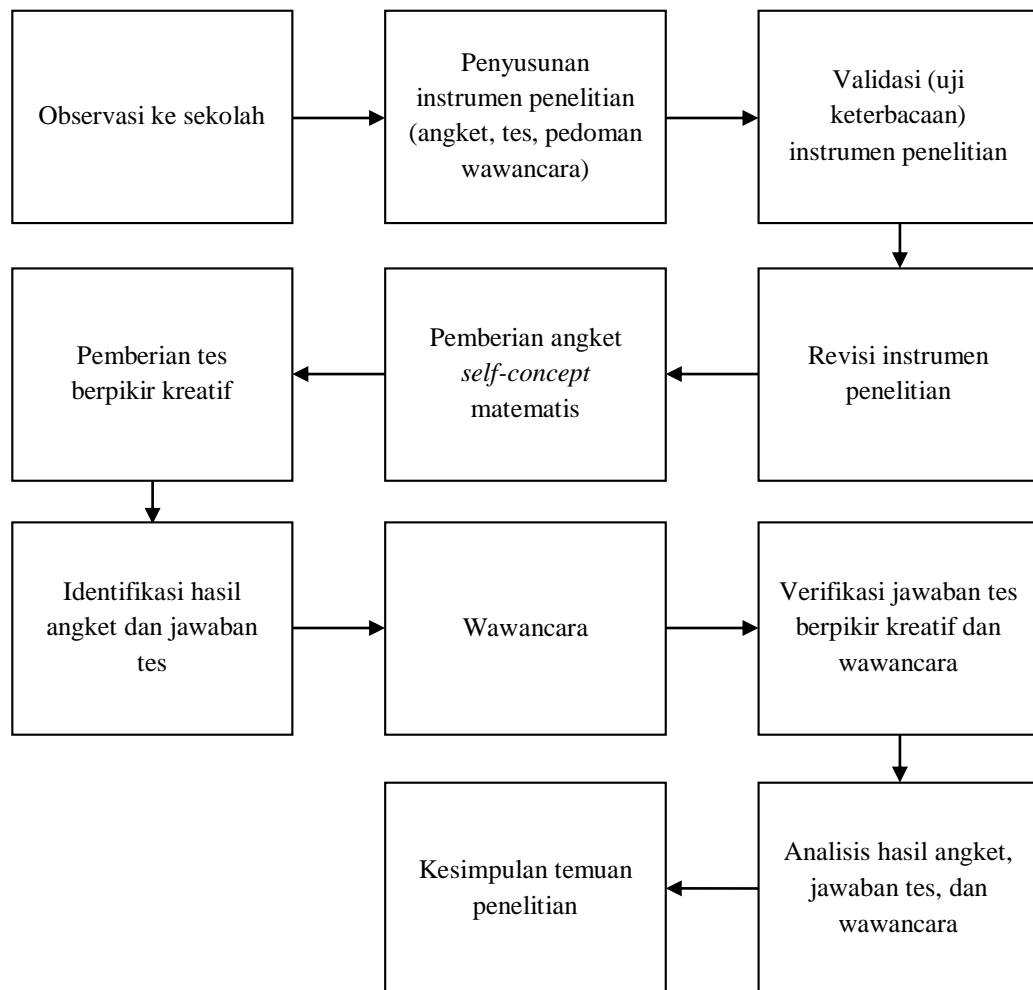 Observasi ke sekolah
Penyusunan
instrumen penelitian
(angket, tes, pedoman
wawancara)
Validasi (uji
keterbacaan)
instrumen penelitian
Revisi instrumen
penelitian
Pemberian angket
self-concept
matematis
Pemberian tes
berpikir kreatif
Identifikasi hasil
angket dan jawaban
tes
Wawancara
Verifikasi jawaban tes
berpikir kreatif dan
wawancara
Analisis hasil angket,
jawaban tes, dan
wawancara
Kesimpulan temuan
penelitian